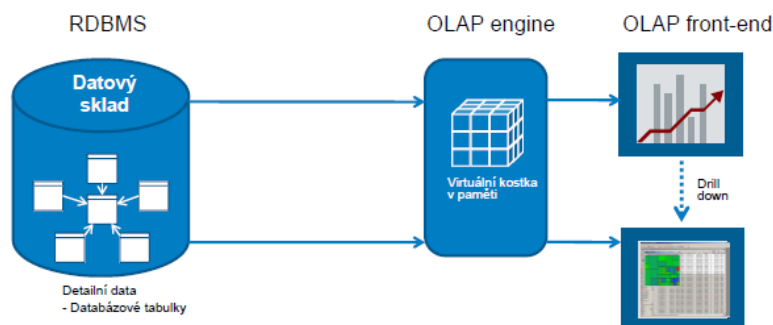 RDBMS
OLAP engine
OLAP front-end
Datový
sklad
Virtuální kostka
v paměti
Drill
down
Detailní data
- Databázové tabulky